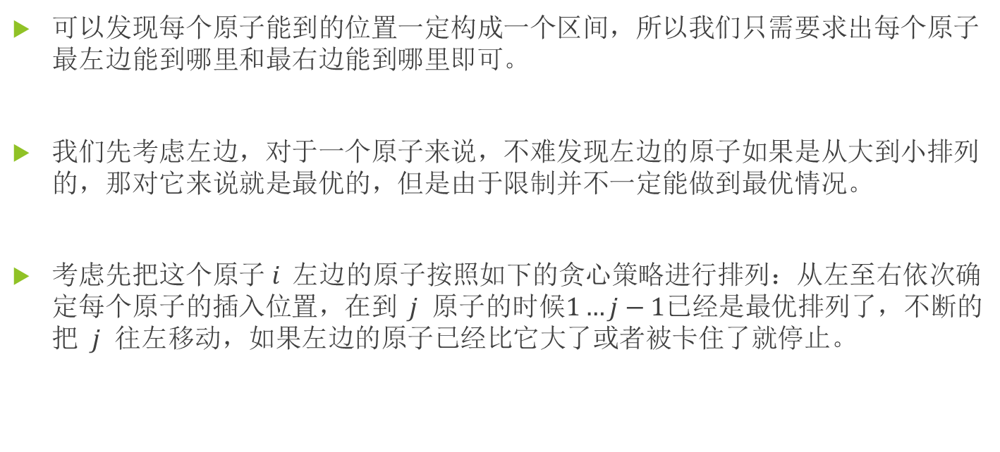 可以发现每个原子能到的位置一定构成一个区间，所以我们只需要求出每个原子
最左边能到哪里和最右边能到哪里即可。
我们先考虑左边，对于一个原子来说，不难发现左边的原子如果是从大到小排列
的，那对它来说就是最优的，但是由于限制并不一定能做到最优情况。
考虑先把这个原子 i 左边的原子按照如下的贪心策略进行排列：从左至右依次确
定每个原子的插入位置，在到 j 原子的时候1 … j − 1已经是最优排列了，不断的
把 j 往左移动，如果左边的原子已经比它大了或者被卡住了就停止。